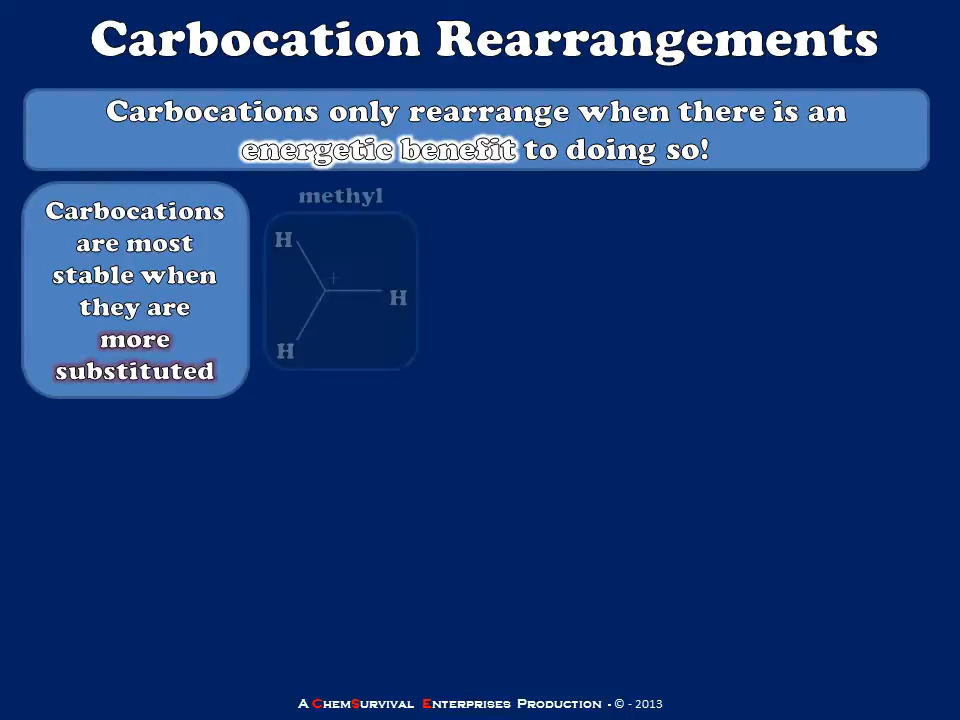 Carbocation Rearrangements
Carbocations only rearrange when there is an
energetic benefit to doing so!
Carbocations
are most
stable when
they are
more
substituted
methyl
H
+
H
H
A ChemSurvival Enterprises Production - © - 2013